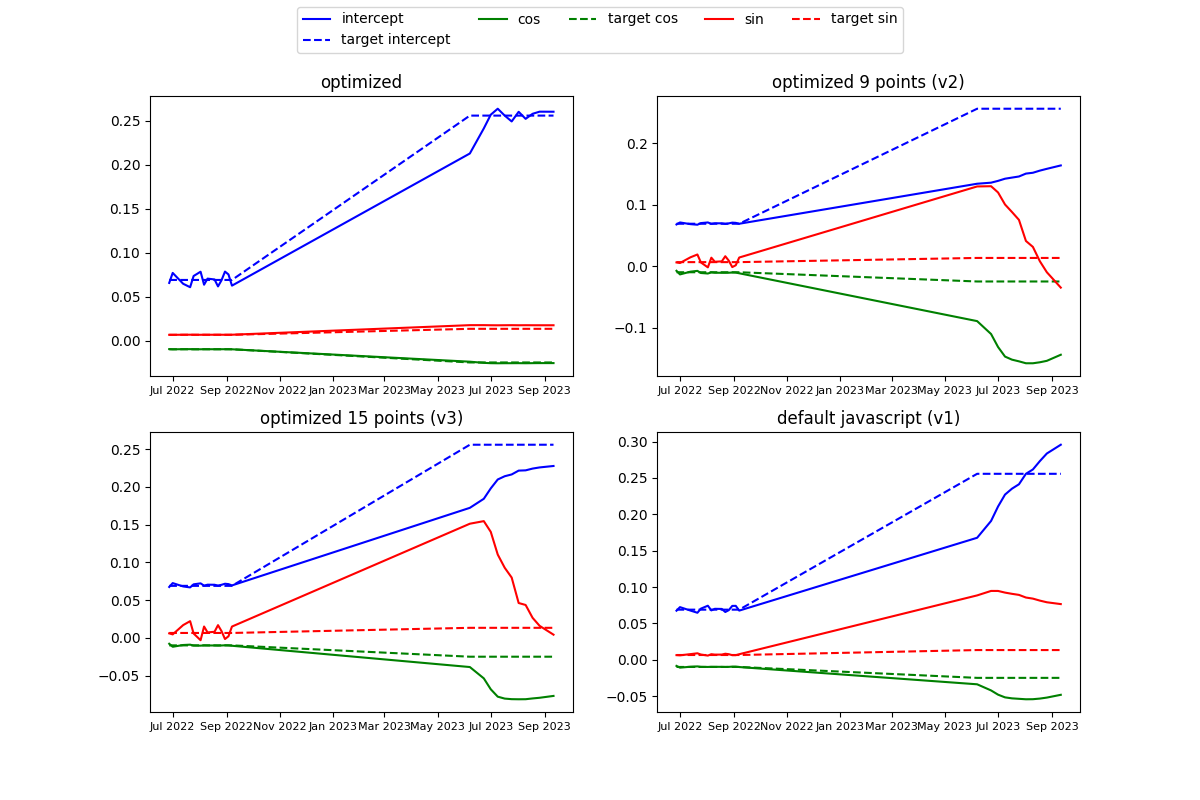 intercept cos target cos sin target sin
target intercept
optimized
optimized 9 points (v2)
0.25
0.20
0.15
0.10
0.05
0.00
Jul 2022 Sep 2022 Nov 2022 Jan 2023 Mar 2023 May 2023 Jul 2023 Sep 2023
0.2
0.1
0.0
−0.1
Jul 2022 Sep 2022 Nov 2022 Jan 2023 Mar 2023 May 2023 Jul 2023 Sep 2023
optimized 15 points (v3)
default javascript (v1)
0.25
0.20
0.15
0.10
0.05
0.00
−0.05
Jul 2022 Sep 2022 Nov 2022 Jan 2023 Mar 2023 May 2023 Jul 2023 Sep 2023
0.30
0.25
0.20
0.15
0.10
0.05
0.00
−0.05
Jul 2022 Sep 2022 Nov 2022 Jan 2023 Mar 2023 May 2023 Jul 2023 Sep 2023